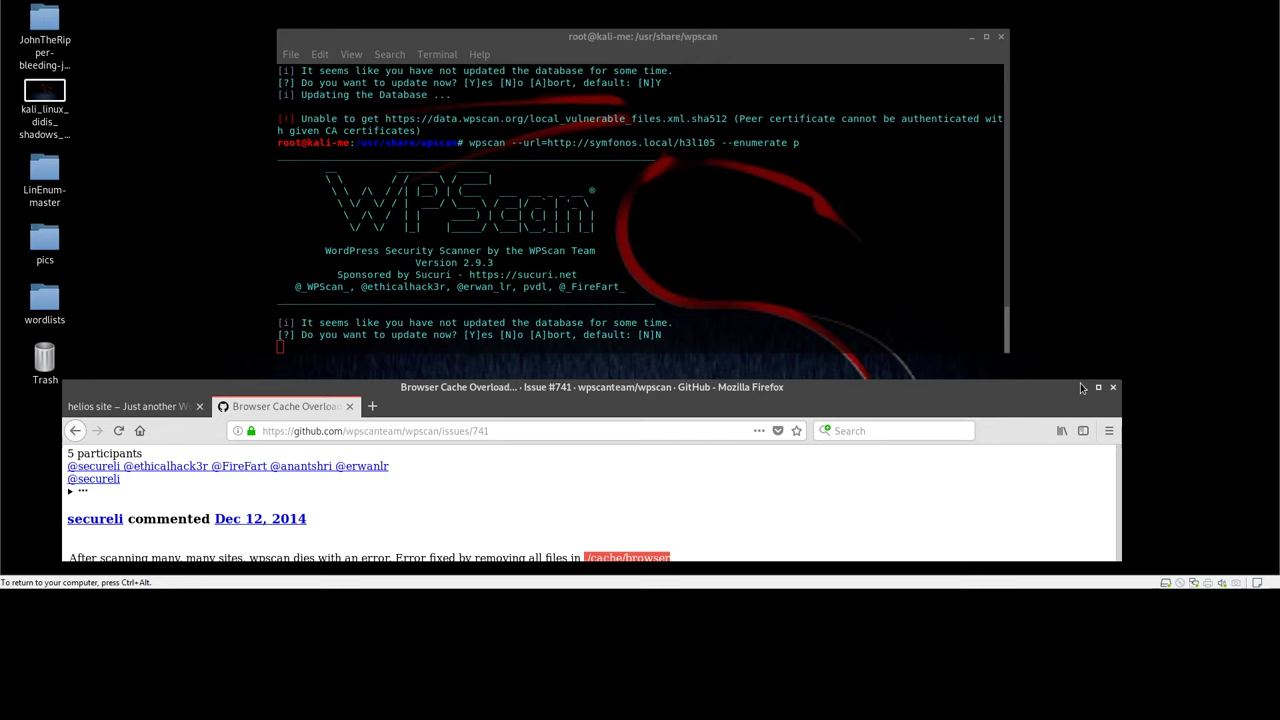 JohnTheRip
per-
bleeding-j…
kali_linux_
didis_
shadows_…
LinEnum-
master
pics
wordlists
Trash
root@kali-me: /usr/share/wpscan
File Edit View Search Terminal Help
[i] It seems like you have not updated the database for some time.
[?] Do you want to update now? [Y]es [N]o [A]bort, default: [N]Y
[i] Updating the Database ...
[!] Unable to get https://data.wpscan.org/local_vulnerable_files.xml.sha512 (Peer certificate cannot be authenticated wit
h given CA certificates)
root@kali-me:/usr/share/wpscan# wpscan --url=http://symfonos.local/h3l105 --enumerate p
WPScan ®
WordPress Security Scanner by the WPScan Team
Version 2.9.3
Sponsored by Sucuri - https://sucuri.net
@_WPScan_, @ethicalhack3r, @erwan_lr, pvdl, @_FireFart_
[i] It seems like you have not updated the database for some time.
[?] Do you want to update now? [Y]es [N]o [A]bort, default: [N]N
Browser Cache Overload... · Issue #741 · wpscanteam/wpscan · GitHub - Mozilla Firefox
helios site – Just another W
Browser Cache Overload
https://github.com/wpscanteam/wpscan/issues/741
Search
5 participants
@secureli @ethicalhack3r @FireFart @anantshri @erwanlr
@secureli
...
secureli commented Dec 12, 2014
After scanning many, many sites, wpscan dies with an error. Error fixed by removing all files in /cache/browser
To return to your computer, press Ctrl+Alt.